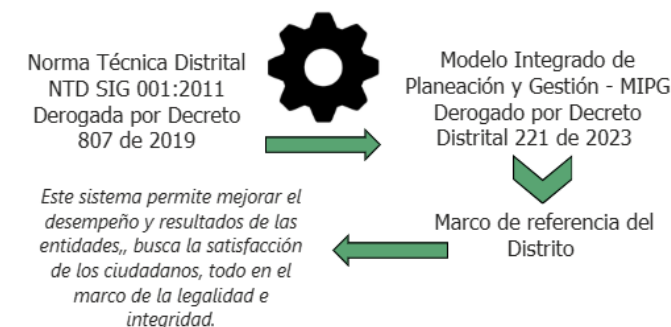 Norma Técnica Distrital
NTD SIG 001:2011
Derogada por Decreto
807 de 2019
Modelo Integrado de
Planeación y Gestión - MIPG
Derogado por Decreto
Distrital 221 de 2023
Marco de referencia del
Distrito
Este sistema permite mejorar el
desempeño y resultados de las
entidades,, busca la satisfacción
de los ciudadanos, todo en el
marco de la legalidad e
integridad.